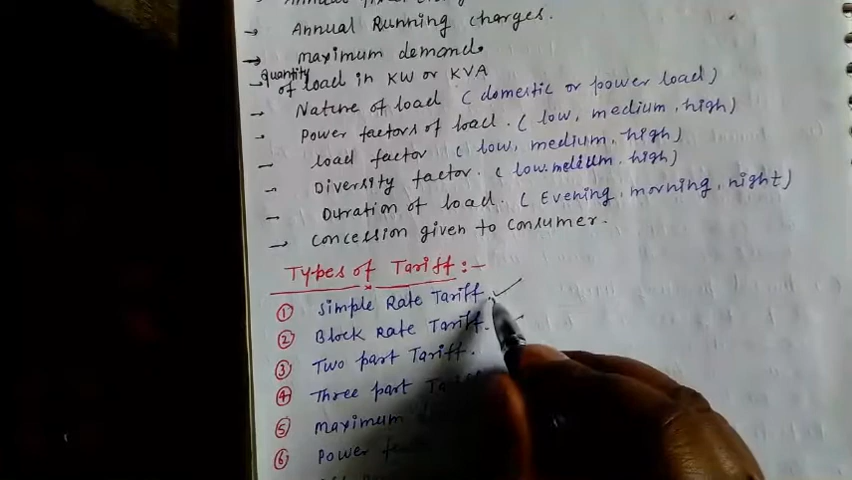 → Annual Running charges.
→ maximum demand.
→ quantity of load in KW or KVA
→ Nature of load (domestic or power load)
→ Power factors of load. (low, medium, high)
→ load factor (low, medium, high)
→ Diversity factor. (low. medium. high)
→ Duration of load. (Evening, morning, night)
→ Concession given to consumer.
Types of Tariff :-
① Simple Rate Tariff.
② Block Rate Tariff.
③ Two part Tariff.
④ Three part
⑤ maximum
⑥ Power